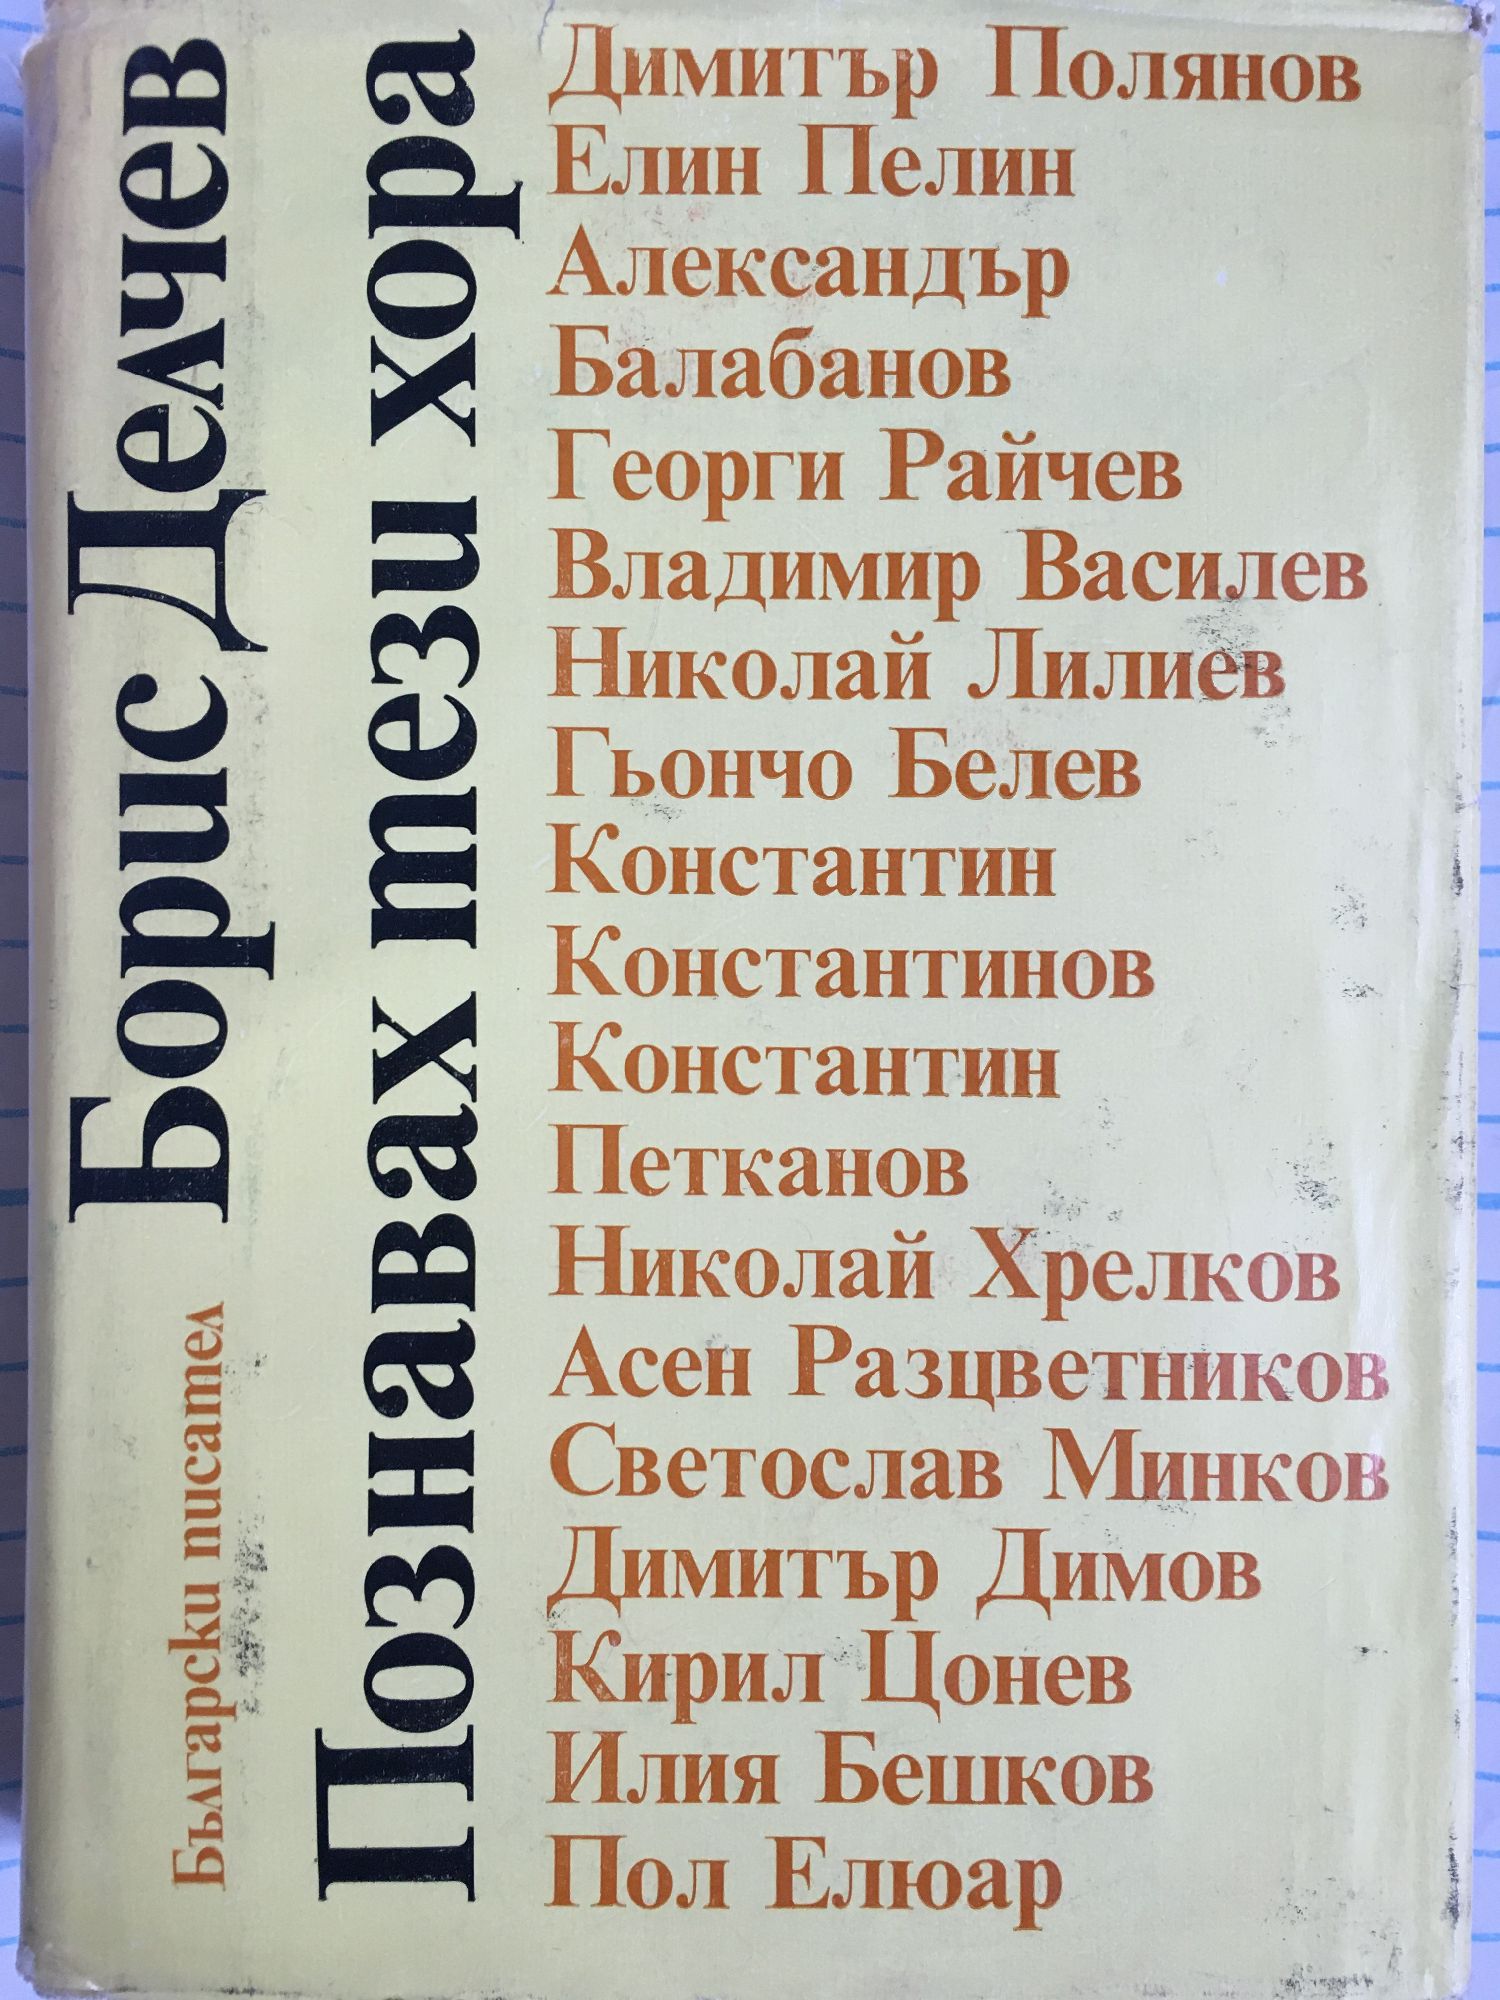 Борис Делчев
Български писател
Познавах тези хора
Димитър Полянов
Елин Пелин
Александър
Балабанов
Георги Райчев
Владимир Василев
Николай Лилиев
Гьончо Белев
Константин
Константинов
Константин
Петканов
Николай Хрелков
Асен Разцветников
Светослав Минков
Димитър Димов
Кирил Цонев
Илия Бешков
Пол Елюар